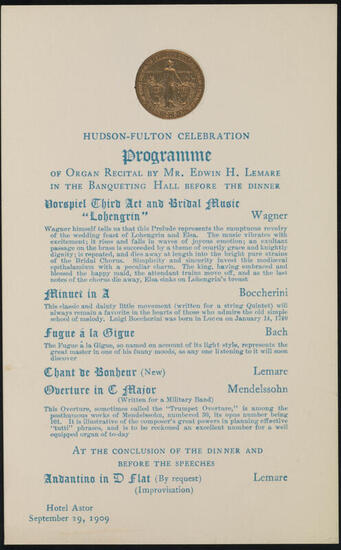 HUDSON-FULTON CELEBRATION
Programme
OF ORGAN RECITAL BY MR. EDWIN H. LEMARE
IN THE BANQUETING HALL BEFORE THE DINNER
Vorspiel Third Act and Bridal Music
"Lohengrin" Wagner
Wagner himself tells us that this Prelude represents the sumptuous revelry
of the wedding feast of Lohengrin and Elsa. The music vibrates with
excitement; it rises and falls in waves of joyous emotion; an exultant
passage on the brass is succeeded by a theme of courtly grace and knightly
dignity; is repeated, and dies away at length into the bright pure strains
of the Bridal Chorus. Simplicity and sincerity invest this mediaeval
epithalamium with a peculiar charm. The king, having embraced and
blessed the happy maid, the attendant trains move off, and as the last
notes of the chorus die away, Elsa sinks on Lohengrin's breast
Minuet in A Boccherini
This classic and dainty little movement (written for a string Quintet) will
always remain a favorite in the hearts of those who admire the old simple
school of melody. Luigi Boccherini was born in Lucca on January 14, 1740
Fugue á la Gigue Bach
The Fugue á la Gigue, so named on account of its light style, represents the
great master in one of his funny moods, as any one listening to it will soon
discover
Chant de Bonheur (New) Lemare
Overture in C Major Mendelssohn
(Written for a Military Band)
This Overture, sometimes called the "Trumpet Overture," is among the
posthumous works of Mendelssohn, numbered 30, its opus number being
101. It is illustrative of the composer's great powers in planning effective
"tutti" phrases, and is to be reckoned an excellent number for a well
equipped organ of to-day
AT THE CONCLUSION OF THE DINNER AND
BEFORE THE SPEECHES
Andantino in D Flat (By request) Lemare
(Improvisation)
Hotel Astor
September 29, 1909